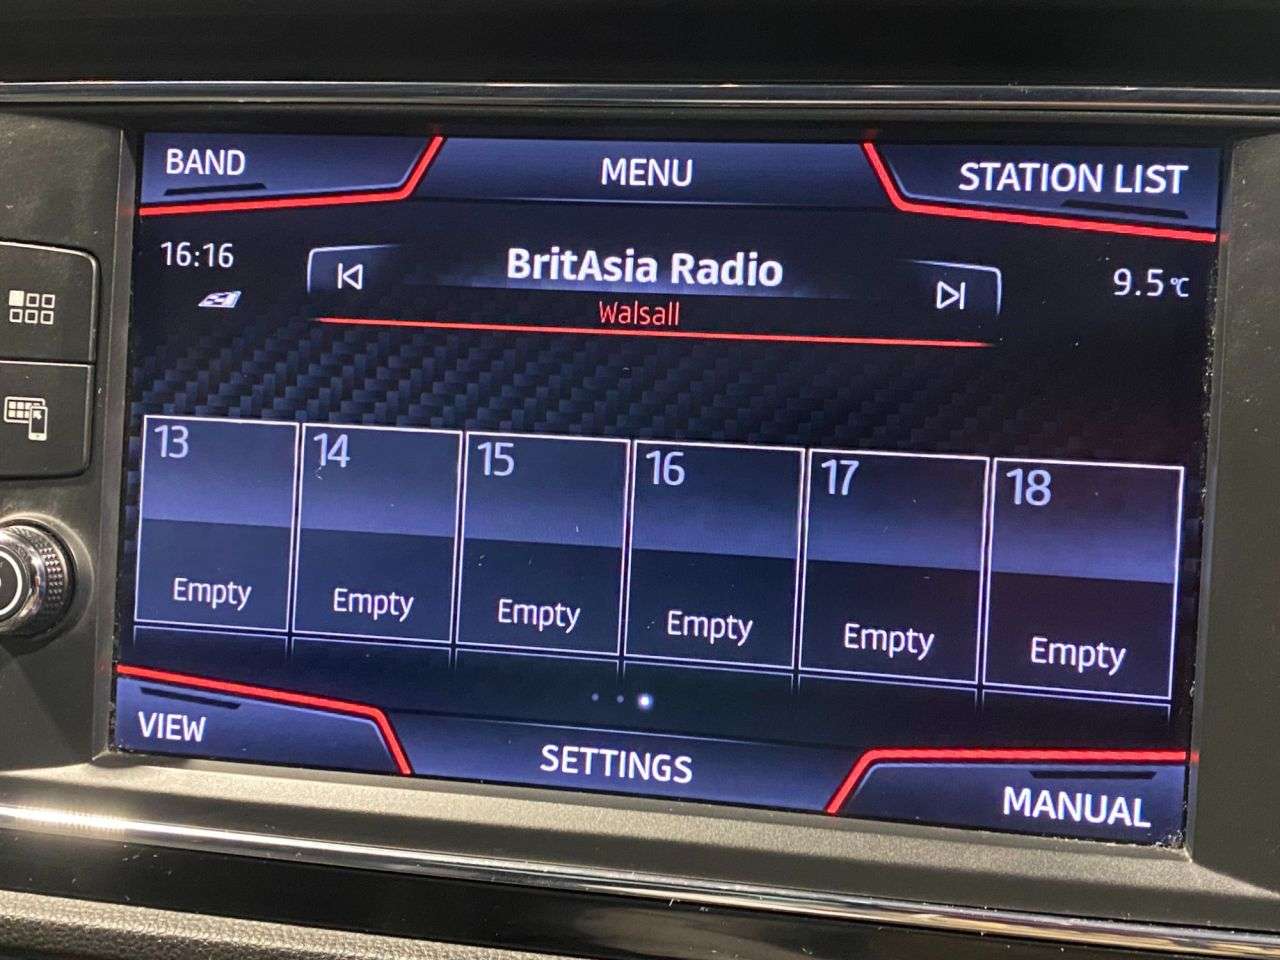 BAND
MENU
STATION LIST
16:16
BritAsia Radio
9.5°C
Walsall
13
14
15
16
17
18
Empty
Empty
Empty
Empty
Empty
Empty
VIEW
SETTINGS
MANUAL